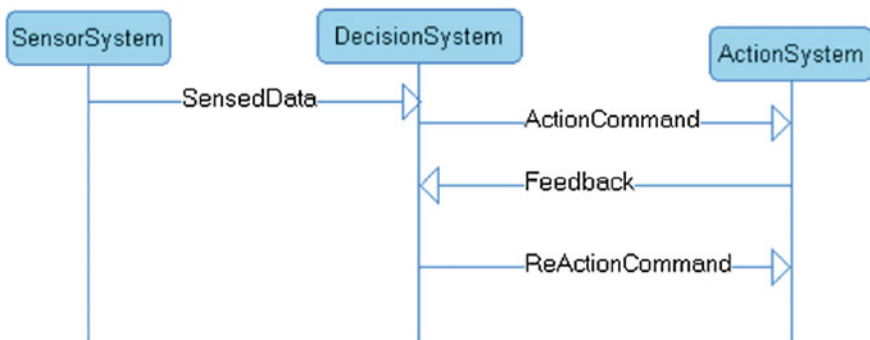 SensorSystem
DecisionSystem
ActionSystem
SensedData
ActionCommand
Feedback
ReActionCommand